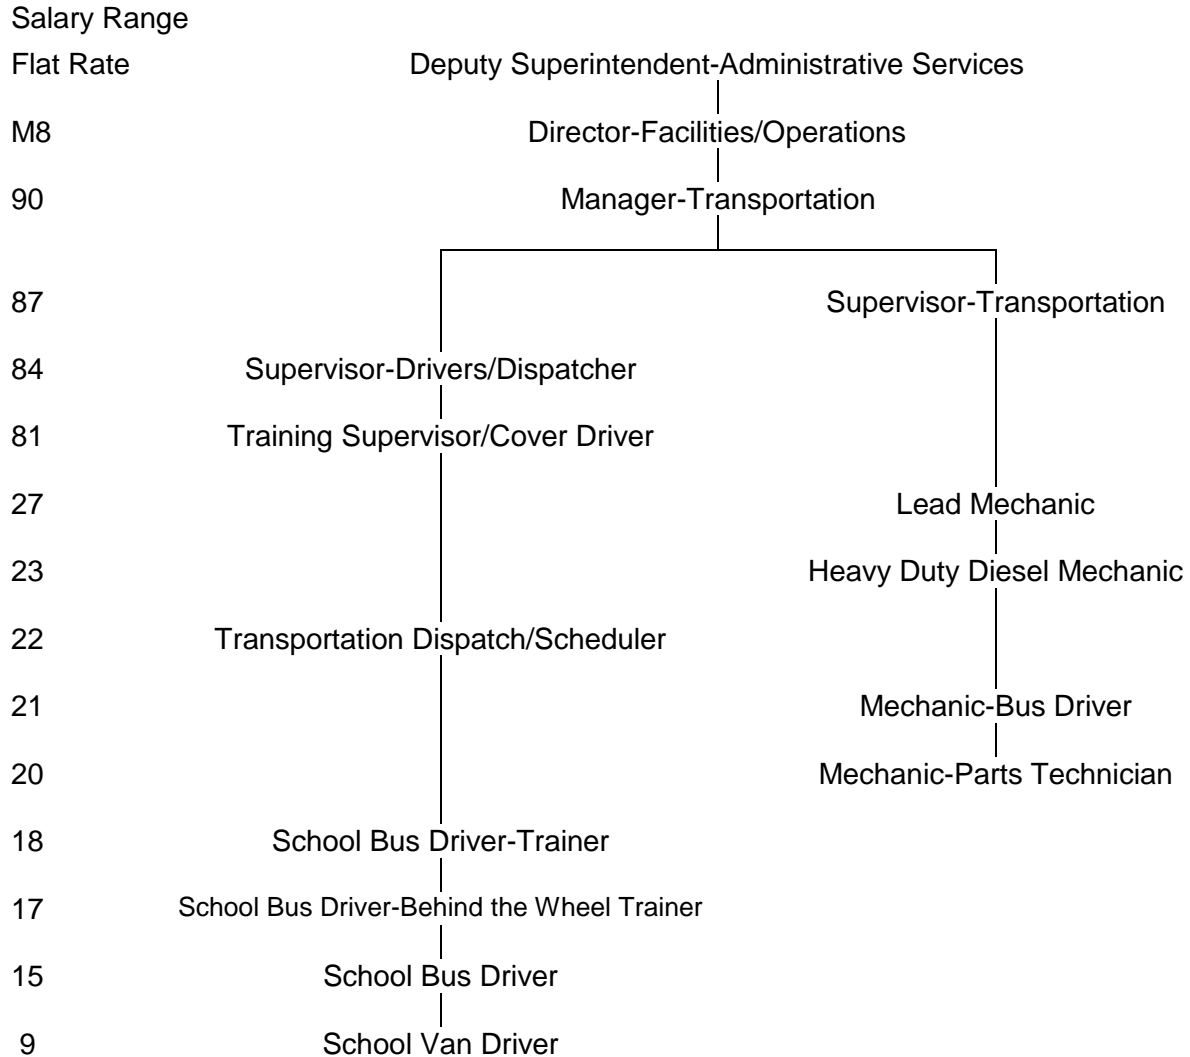 Salary Range
Flat Rate Deputy Superintendent-Administrative Services
M8 Director-Facilities/Operations
90 Manager-Transportation
87 Supervisor-Transportation
84 Supervisor-Drivers/Dispatcher
81 Training Supervisor/Cover Driver
27 Lead Mechanic
23 Heavy Duty Diesel Mechanic
22 Transportation Dispatch/Scheduler
21 Mechanic-Bus Driver
20 Mechanic-Parts Technician
18 School Bus Driver-Trainer
17 School Bus Driver-Behind the Wheel Trainer
15 School Bus Driver
9 School Van Driver